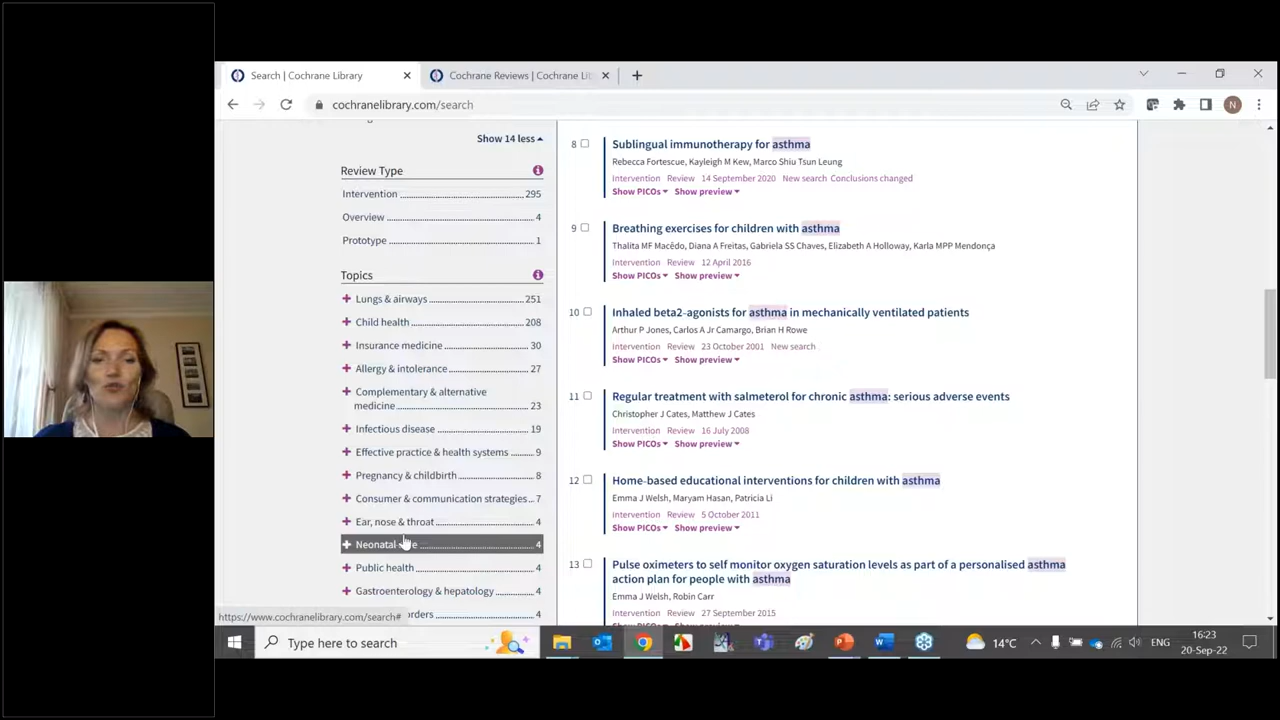 Search | Cochrane Library
Cochrane Reviews | Cochrane Lib
cochranelibrary.com/search
N
Show 14 less
Review Type
Intervention 295
Overview 4
Prototype 1
Topics
Lungs & airways 251
Child health 208
Insurance medicine 30
Allergy & intolerance 27
Complementary & alternative
medicine 23
Infectious disease 19
Effective practice & health systems 9
Pregnancy & childbirth 8
Consumer & communication strategies 7
Ear, nose & throat 4
Neonatal 4
Public health 4
Gastroenterology & hepatology 4
4
https://www.cochranelibrary.com/search#
8
Sublingual immunotherapy for asthma
Rebecca Fortescue, Kayleigh M Kew, Marco Shiu Tsun Leung
Intervention Review 14 September 2020 New search Conclusions changed
Show PICOs Show preview
9
Breathing exercises for children with asthma
Thalita MF Macêdo, Diana A Freitas, Gabriela SS Chaves, Elizabeth A Holloway, Karla MPP Mendonça
Intervention Review 12 April 2016
Show PICOs Show preview
10
Inhaled beta2-agonists for asthma in mechanically ventilated patients
Arthur P Jones, Carlos A Jr Camargo, Brian H Rowe
Intervention Review 23 October 2001 New search
Show PICOs Show preview
11
Regular treatment with salmeterol for chronic asthma: serious adverse events
Christopher J Cates, Matthew J Cates
Intervention Review 16 July 2008
Show PICOs Show preview
12
Home-based educational interventions for children with asthma
Emma J Welsh, Maryam Hasan, Patricia Li
Intervention Review 5 October 2011
Show PICOs Show preview
13
Pulse oximeters to self monitor oxygen saturation levels as part of a personalised asthma
action plan for people with asthma
Emma J Welsh, Robin Carr
Intervention Review 27 September 2015
Type here to search
14°C
ENG
16:23
20-Sep-22